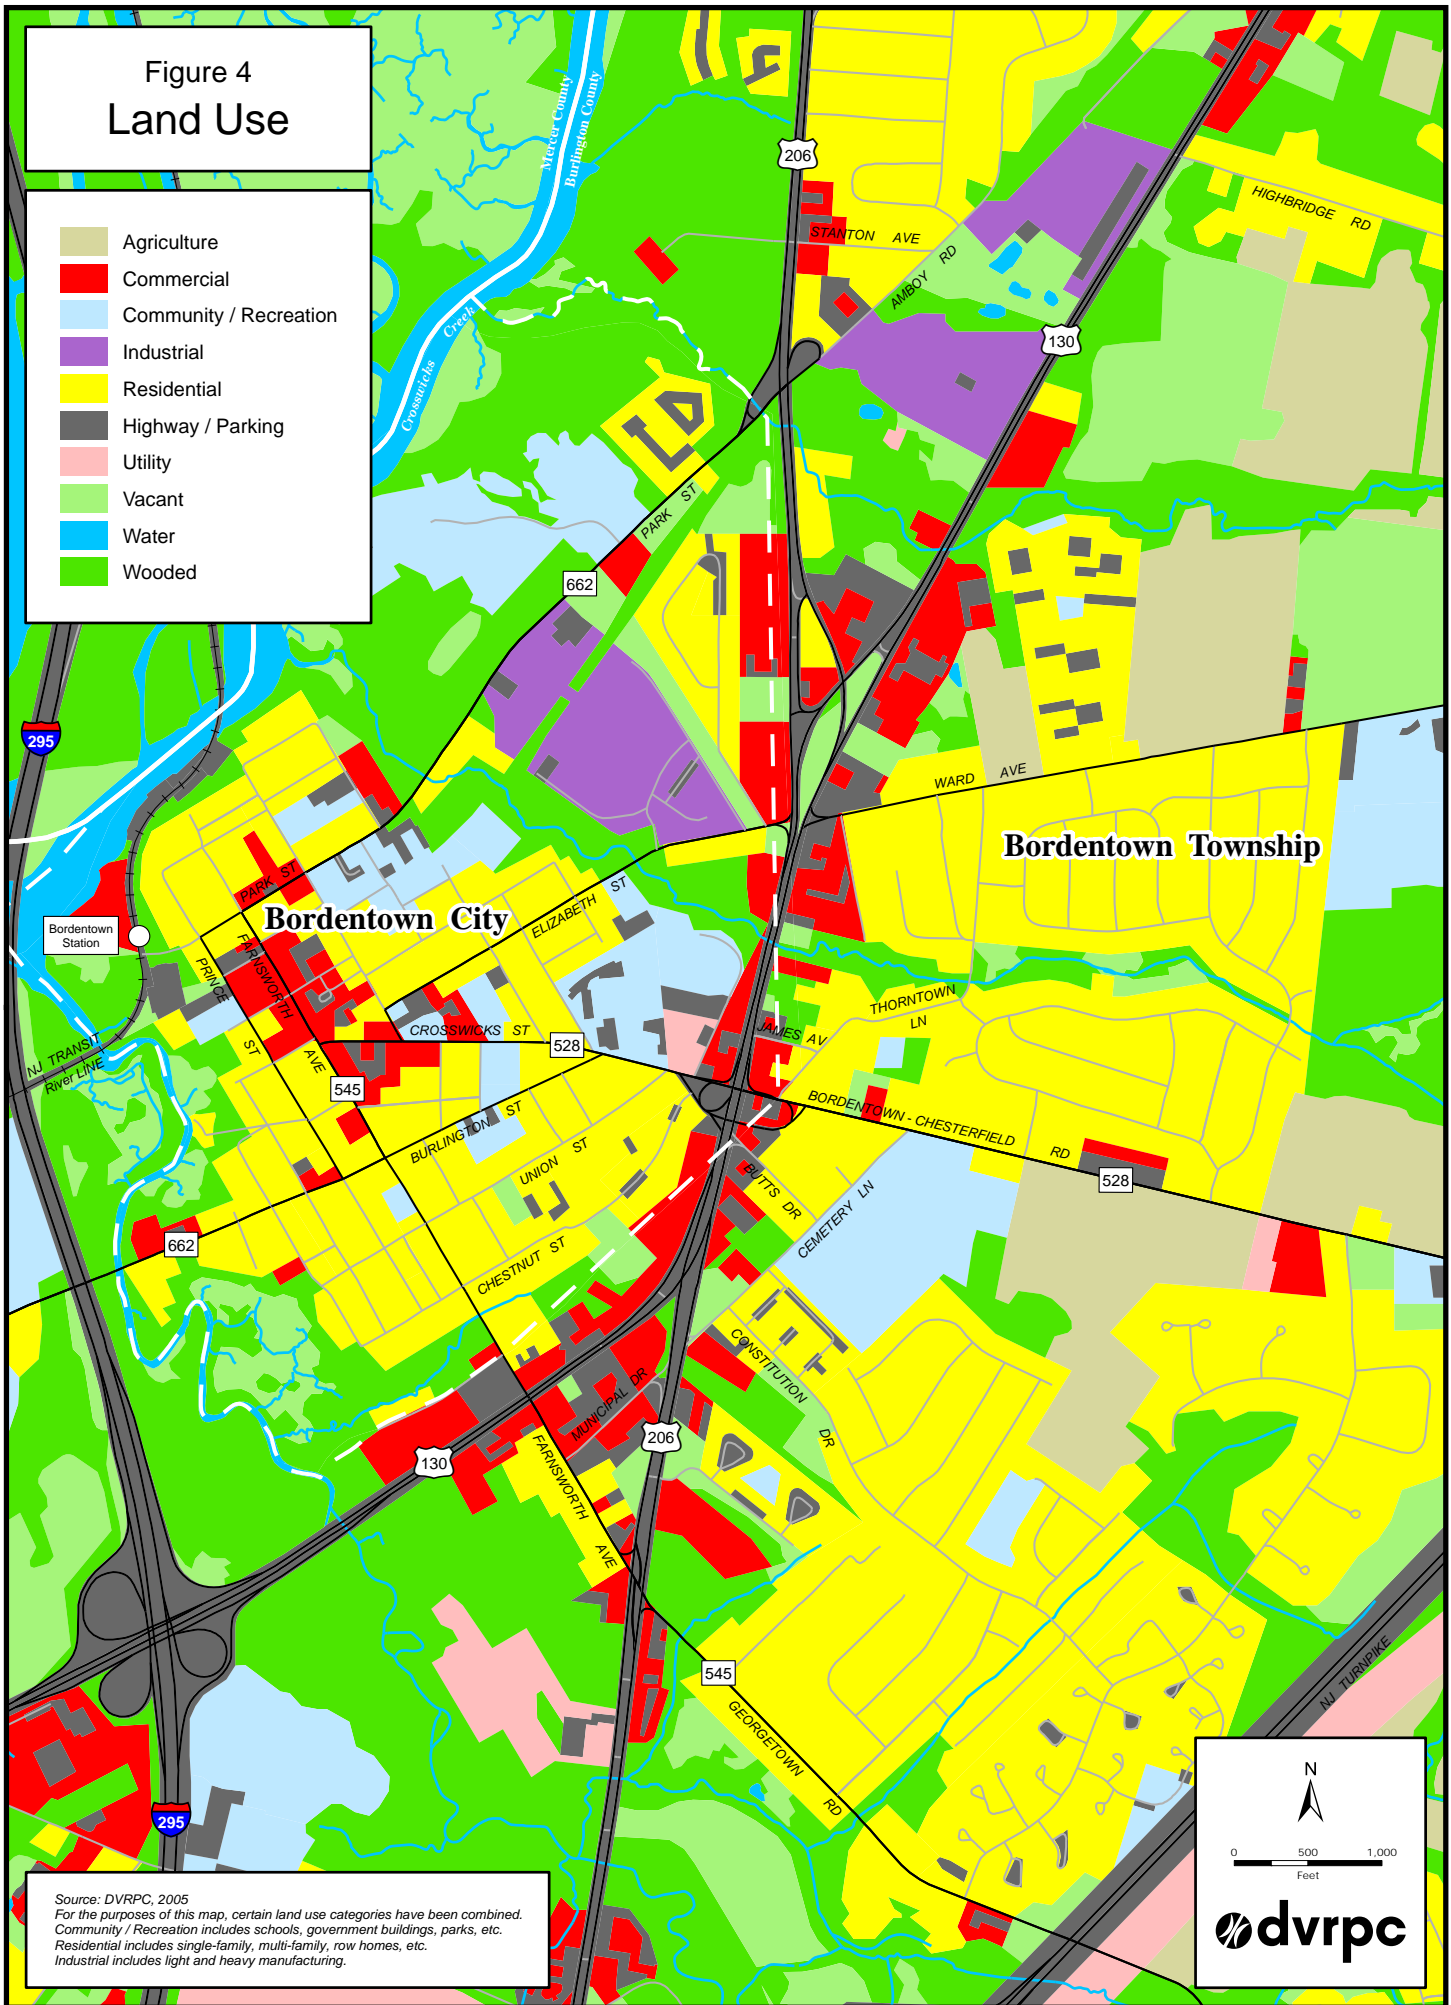 Figure 4
Land Use
Agriculture
Commercial
Community / Recreation
Industrial
Residential
Highway / Parking
Utility
Vacant
Water
Wooded
Mercer County
Burlington County
Crosswicks Creek
206
STANTON AVE
AMBOY RD
HIGHBRIDGE RD
130
PARK ST
662
295
WARD AVE
Bordentown Township
PARK ST
Bordentown City
ELIZABETH ST
Bordentown
Station
PRINCE ST
FARNSWORTH AVE
CROSSWICKS ST
528
THORNTOWN LN
JAMES AV
NJ TRANSIT
River LINE
545
BURLINGTON ST
BORDENTOWN - CHESTERFIELD RD
528
UNION ST
BUTTS DR
CEMETERY LN
662
CHESTNUT ST
CONSTITUTION DR
MUNICIPAL DR
206
130
FARNSWORTH AVE
545
GEORGETOWN RD
NJ TURNPIKE
295
N
0 500 1,000
Feet
dvrpc
Source: DVRPC, 2005
For the purposes of this map, certain land use categories have been combined.
Community / Recreation includes schools, government buildings, parks, etc.
Residential includes single-family, multi-family, row homes, etc.
Industrial includes light and heavy manufacturing.